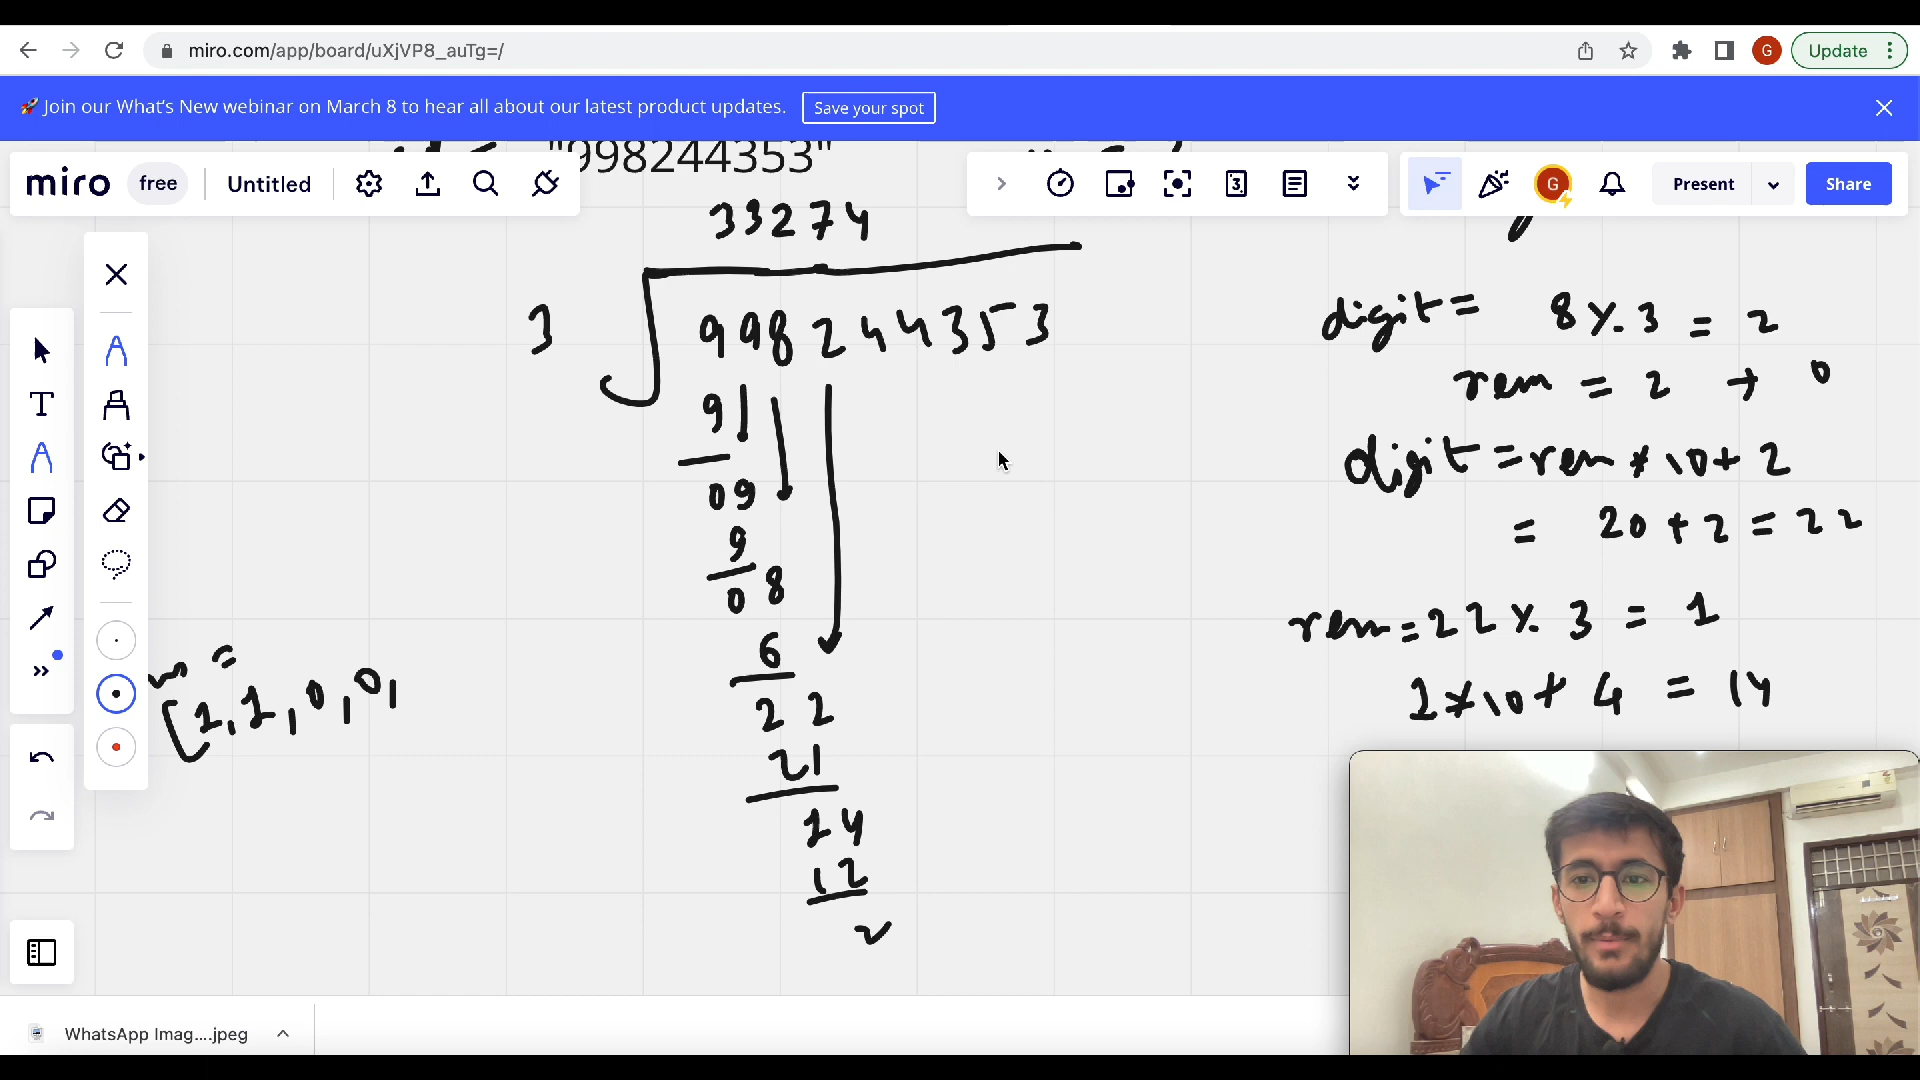 miro.com/app/board/uXjVP8_auTg=/
G
Update
🚀 Join our What's New webinar on March 8 to hear all about our latest product updates.
Save your spot
"998244353"
miro
free
Untitled
3
G
Present
Share
33274
3
998244353
9
09
9
08
6
22
21
14
12
2
digit = 8 % 3 = 2
rem = 2 → 0
digit = rem * 10 + 2
= 20 + 2 = 22
rem = 22 % 3 = 1
1 * 10 + 4 = 14
=
[1, 1, 0, 0,
T
WhatsApp Imag....jpeg